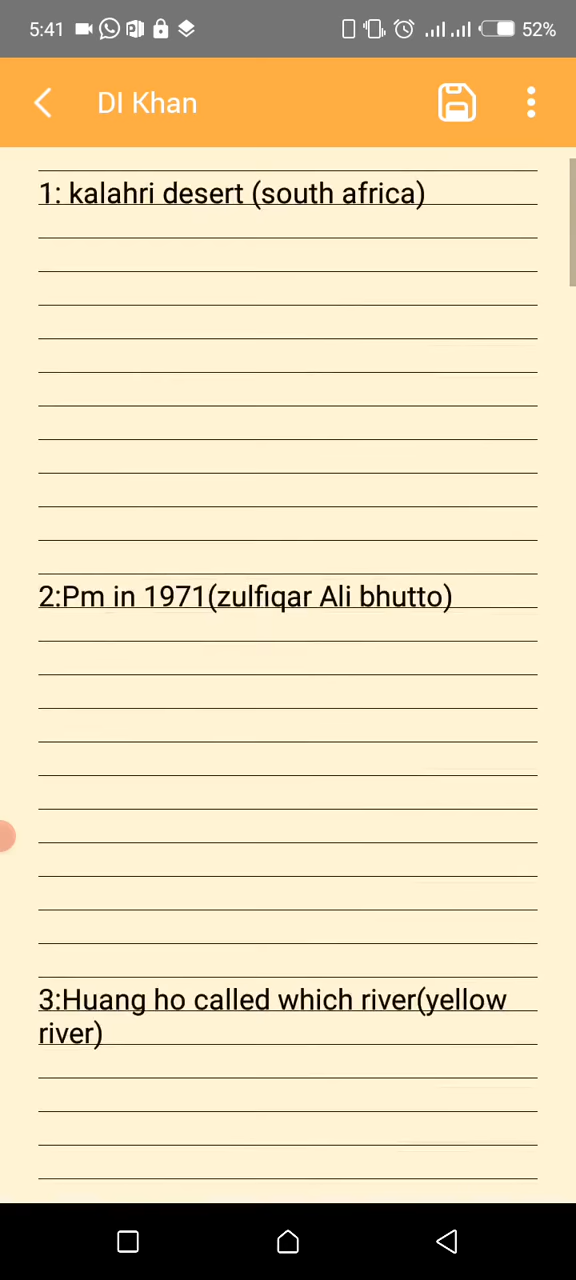 5:41
52%
DI Khan
1: kalahri desert (south africa)
2:Pm in 1971(zulfiqar Ali bhutto)
3:Huang ho called which river(yellow
river)